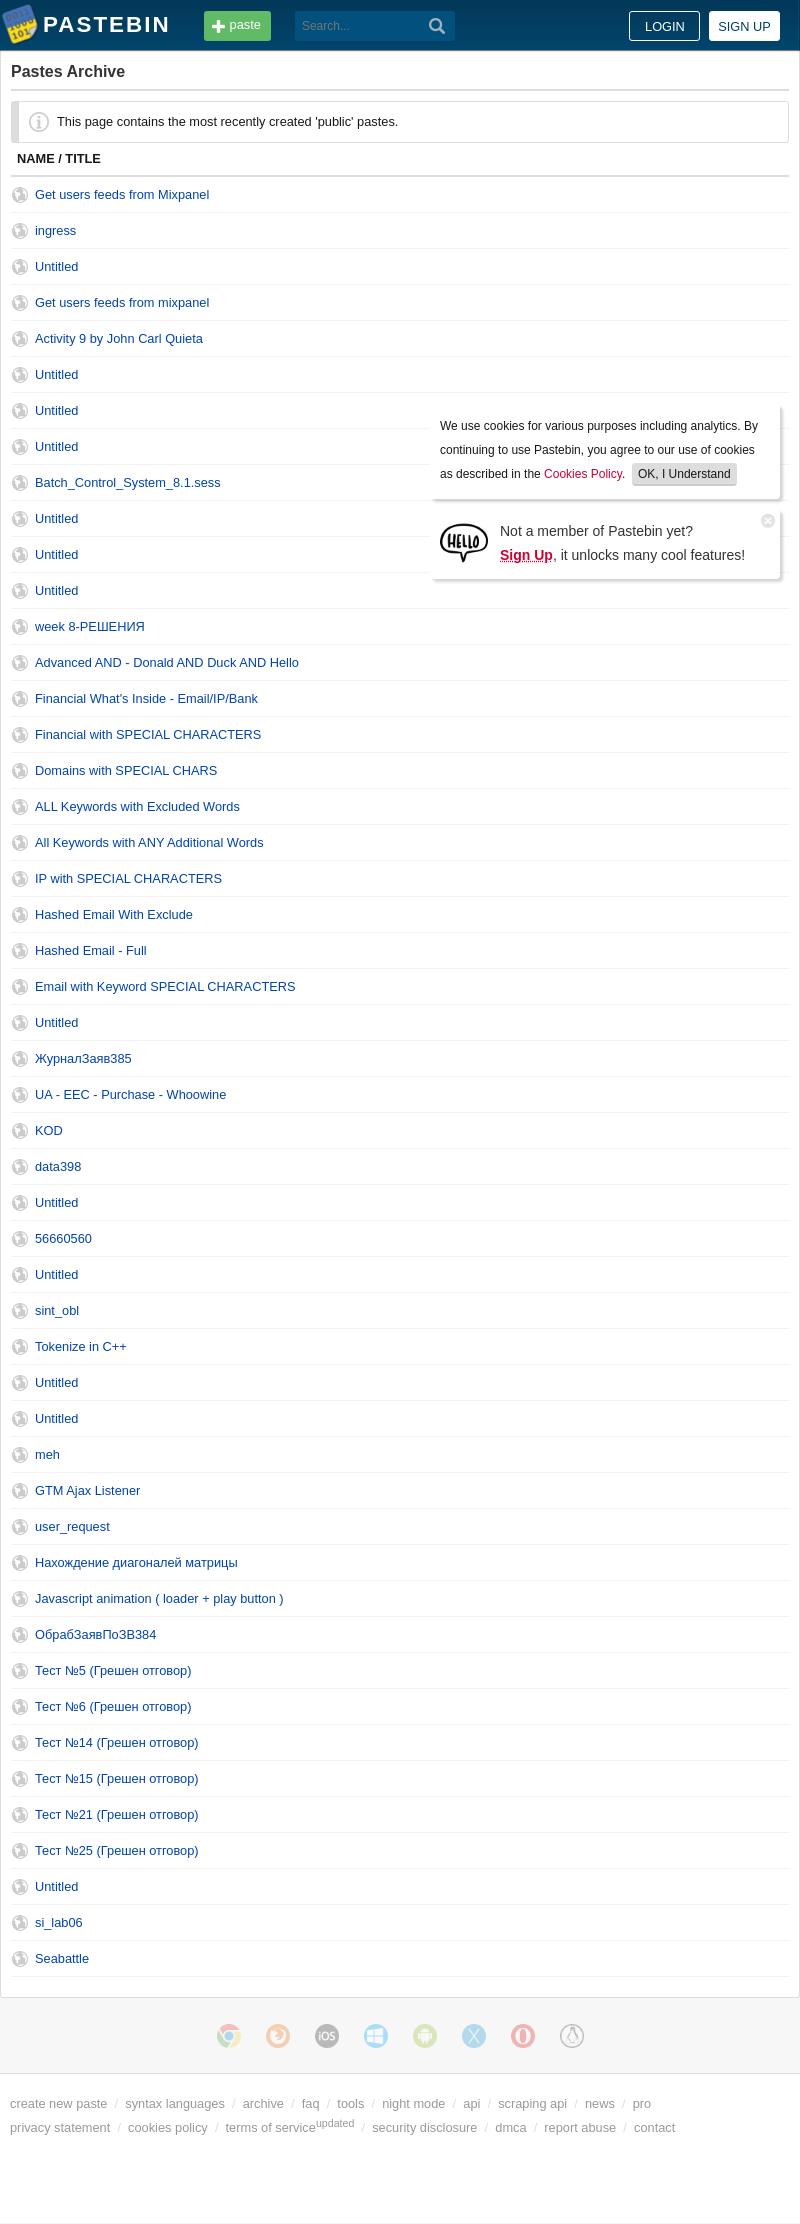 PASTEBIN
paste
Search...
LOGIN
SIGN UP
Pastes Archive
This page contains the most recently created 'public' pastes.
NAME / TITLE
Get users feeds from Mixpanel
ingress
Untitled
Get users feeds from mixpanel
Activity 9 by John Carl Quieta
Untitled
Untitled
Untitled
Batch_Control_System_8.1.sess
Untitled
Untitled
Untitled
We use cookies for various purposes including analytics. By
continuing to use Pastebin, you agree to our use of cookies
as described in the Cookies Policy. OK, I Understand
HELLO
Not a member of Pastebin yet?
Sign Up, it unlocks many cool features!
week 8-РЕШЕНИЯ
Advanced AND - Donald AND Duck AND Hello
Financial What's Inside - Email/IP/Bank
Financial with SPECIAL CHARACTERS
Domains with SPECIAL CHARS
ALL Keywords with Excluded Words
All Keywords with ANY Additional Words
IP with SPECIAL CHARACTERS
Hashed Email With Exclude
Hashed Email - Full
Email with Keyword SPECIAL CHARACTERS
Untitled
ЖурналЗаяв385
UA - EEC - Purchase - Whoowine
KOD
data398
Untitled
56660560
Untitled
sint_obl
Tokenize in C++
Untitled
Untitled
meh
GTM Ajax Listener
user_request
Нахождение диагоналей матрицы
Javascript animation ( loader + play button )
ОбрабЗаявПоЗВ384
Тест №5 (Грешен отговор)
Тест №6 (Грешен отговор)
Тест №14 (Грешен отговор)
Тест №15 (Грешен отговор)
Тест №21 (Грешен отговор)
Тест №25 (Грешен отговор)
Untitled
si_lab06
Seabattle
iOS
create new paste / syntax languages / archive / faq / tools / night mode / api / scraping api / news / pro
privacy statement / cookies policy / terms of service updated / security disclosure / dmca / report abuse / contact